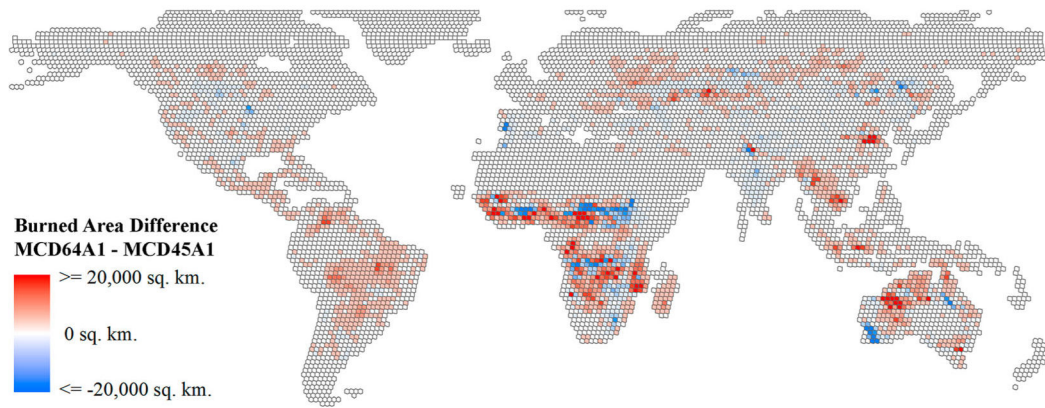 Burned Area Difference
MCD64A1 - MCD45A1
>= 20,000 sq. km.
0 sq. km.
<= -20,000 sq. km.